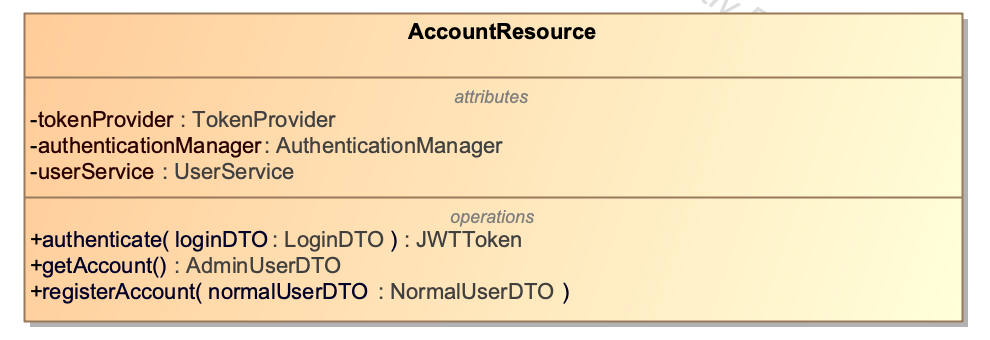 AccountResource
attributes
-tokenProvider : TokenProvider
-authenticationManager : AuthenticationManager
-userService : UserService
operations
+authenticate( loginDTO : LoginDTO ) : JWTToken
+getAccount() : AdminUserDTO
+registerAccount( normalUserDTO : NormalUserDTO )